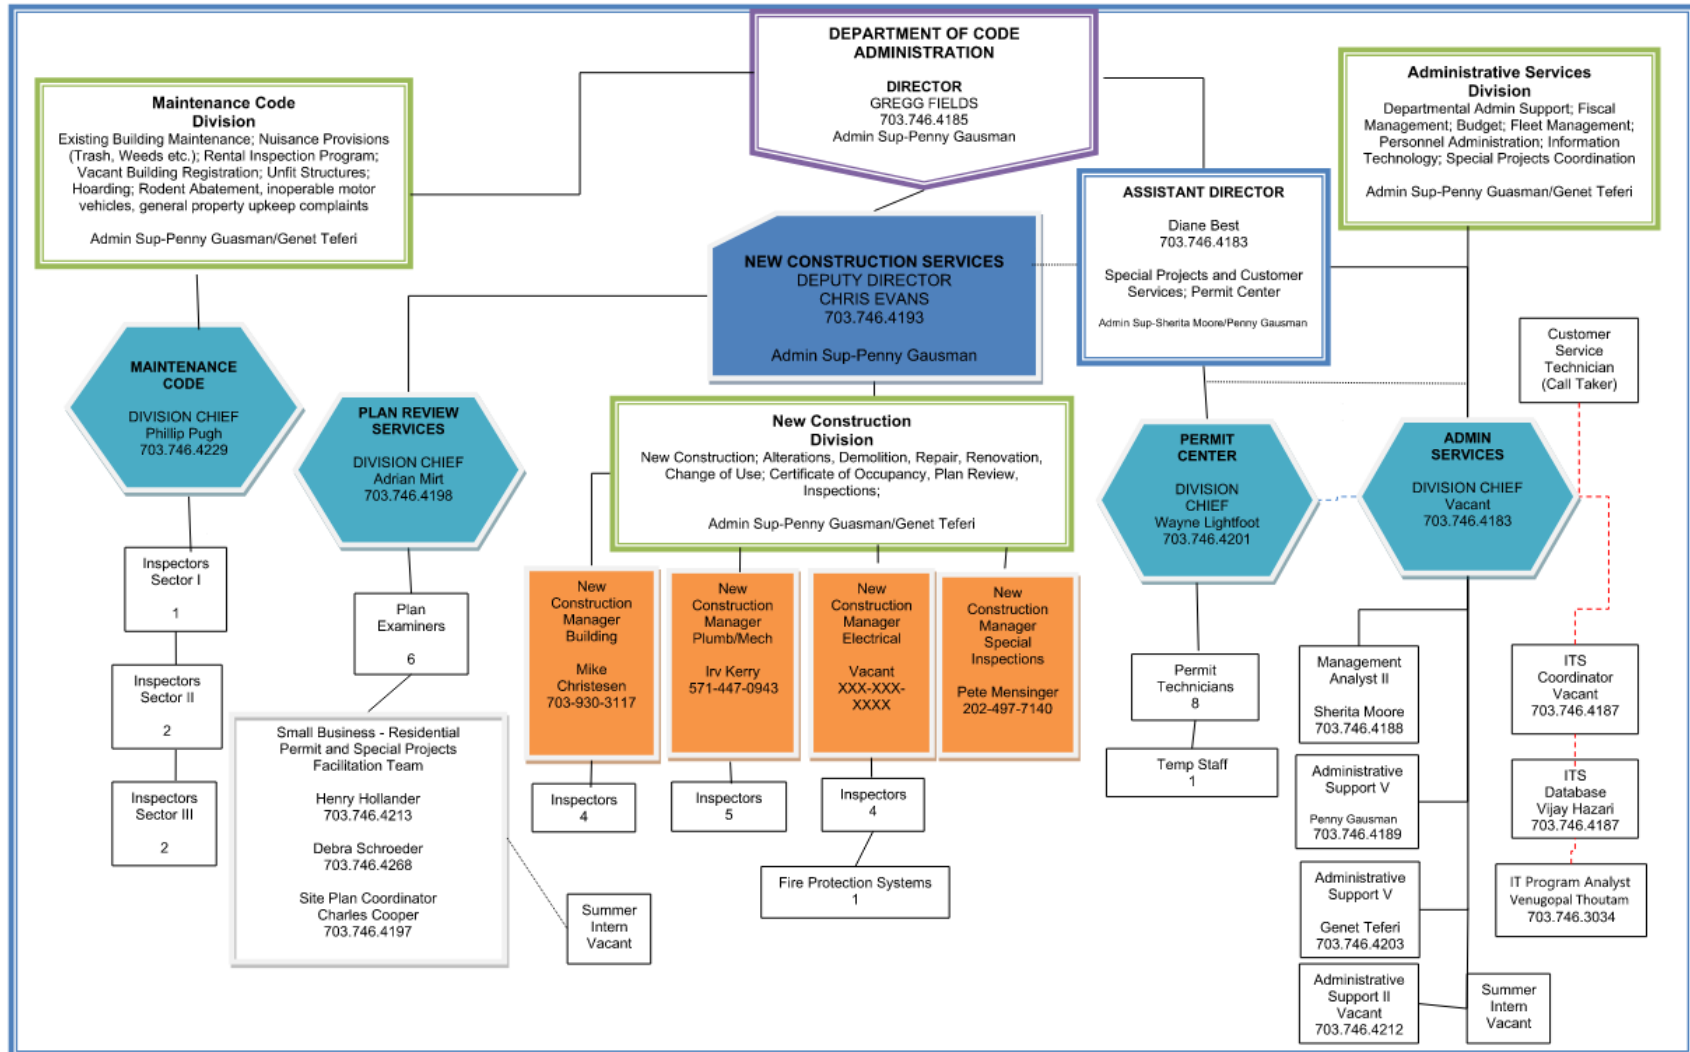 DEPARTMENT OF CODE
ADMINISTRATION
DIRECTOR
GREGG FIELDS
703.746.4185
Admin Sup-Penny Gausman
Maintenance Code
Division
Existing Building Maintenance; Nuisance Provisions
(Trash, Weeds etc.); Rental Inspection Program;
Vacant Building Registration; Unfit Structures;
Hoarding; Rodent Abatement, inoperable motor
vehicles, general property upkeep complaints
Admin Sup-Penny Guasman/Genet Teferi
Administrative Services
Division
Departmental Admin Support; Fiscal
Management; Budget; Fleet Management;
Personnel Administration; Information
Technology; Special Projects Coordination
Admin Sup-Penny Guasman/Genet Teferi
ASSISTANT DIRECTOR
Diane Best
703.746.4183
Special Projects and Customer
Services; Permit Center
Admin Sup-Sherita Moore/Penny Gausman
NEW CONSTRUCTION SERVICES
DEPUTY DIRECTOR
CHRIS EVANS
703.746.4193
Admin Sup-Penny Gausman
Customer
Service
Technician
(Call Taker)
MAINTENANCE
CODE
DIVISION CHIEF
Phillip Pugh
703.746.4229
PLAN REVIEW
SERVICES
DIVISION CHIEF
Adrian Mirt
703.746.4198
New Construction
Division
New Construction; Alterations, Demolition, Repair, Renovation,
Change of Use; Certificate of Occupancy, Plan Review,
Inspections;
Admin Sup-Penny Guasman/Genet Teferi
PERMIT
CENTER
DIVISION
CHIEF
Wayne Lightfoot
703.746.4201
ADMIN
SERVICES
DIVISION CHIEF
Vacant
703.746.4183
Inspectors
Sector I
1
Inspectors
Sector II
2
Inspectors
Sector III
2
Plan
Examiners
6
Small Business - Residential
Permit and Special Projects
Facilitation Team
Henry Hollander
703.746.4213
Debra Schroeder
703.746.4268
Site Plan Coordinator
Charles Cooper
703.746.4197
Summer
Intern
Vacant
New
Construction
Manager
Building
Mike
Christesen
703-930-3117
New
Construction
Manager
Plumb/Mech
Irv Kerry
571-447-0943
New
Construction
Manager
Electrical
Vacant
XXX-XXX-
XXXX
New
Construction
Manager
Special
Inspections
Pete Mensinger
202-497-7140
Inspectors
4
Inspectors
5
Inspectors
4
Fire Protection Systems
1
Permit
Technicians
8
Temp Staff
1
Management
Analyst II
Sherita Moore
703.746.4188
Administrative
Support V
Penny Gausman
703.746.4189
Administrative
Support V
Genet Teferi
703.746.4203
Administrative
Support II
Vacant
703.746.4212
Summer
Intern
Vacant
ITS
Coordinator
Vacant
703.746.4187
ITS
Database
Vijay Hazari
703.746.4187
IT Program Analyst
Venugopal Thoutam
703.746.3034